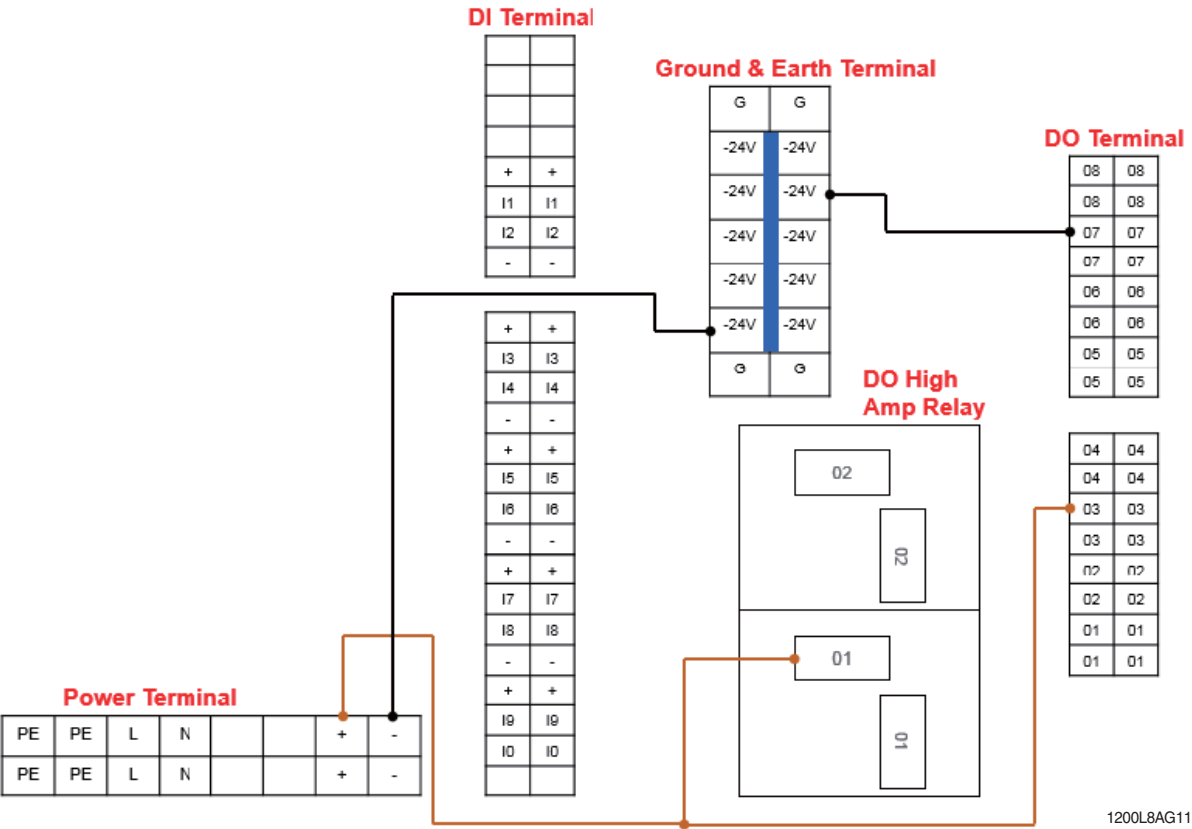 DI Terminal
+ +
I1 I1
I2 I2
- -
+ +
I3 I3
I4 I4
- -
+ +
I5 I5
I6 I6
- -
+ +
I7 I7
I8 I8
- -
+ +
I9 I9
I0 I0
Ground & Earth Terminal
G G
-24V -24V
-24V -24V
-24V -24V
-24V -24V
-24V -24V
G G
DO Terminal
08 08
08 08
07 07
07 07
06 06
06 06
05 05
05 05
04 04
04 04
03 03
03 03
02 02
02 02
01 01
01 01
DO High
Amp Relay
02
02
01
01
Power Terminal
PE PE L N + -
PE PE L N + -
1200L8AG11